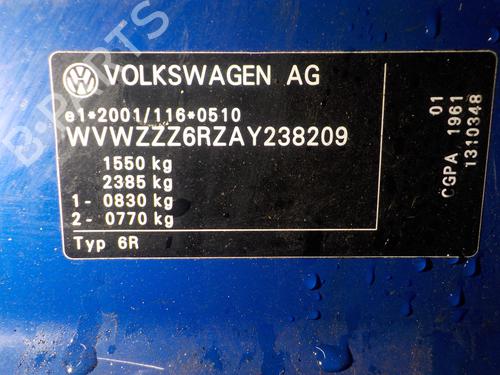 VOLKSWAGEN AG
e1*2001/116*0510
WVWZZZ6RZAY238209
1550 kg
2385 kg
1- 0830 kg
2- 0770 kg
Typ 6R
01
CGPA 1961
1310348
B-PARTS